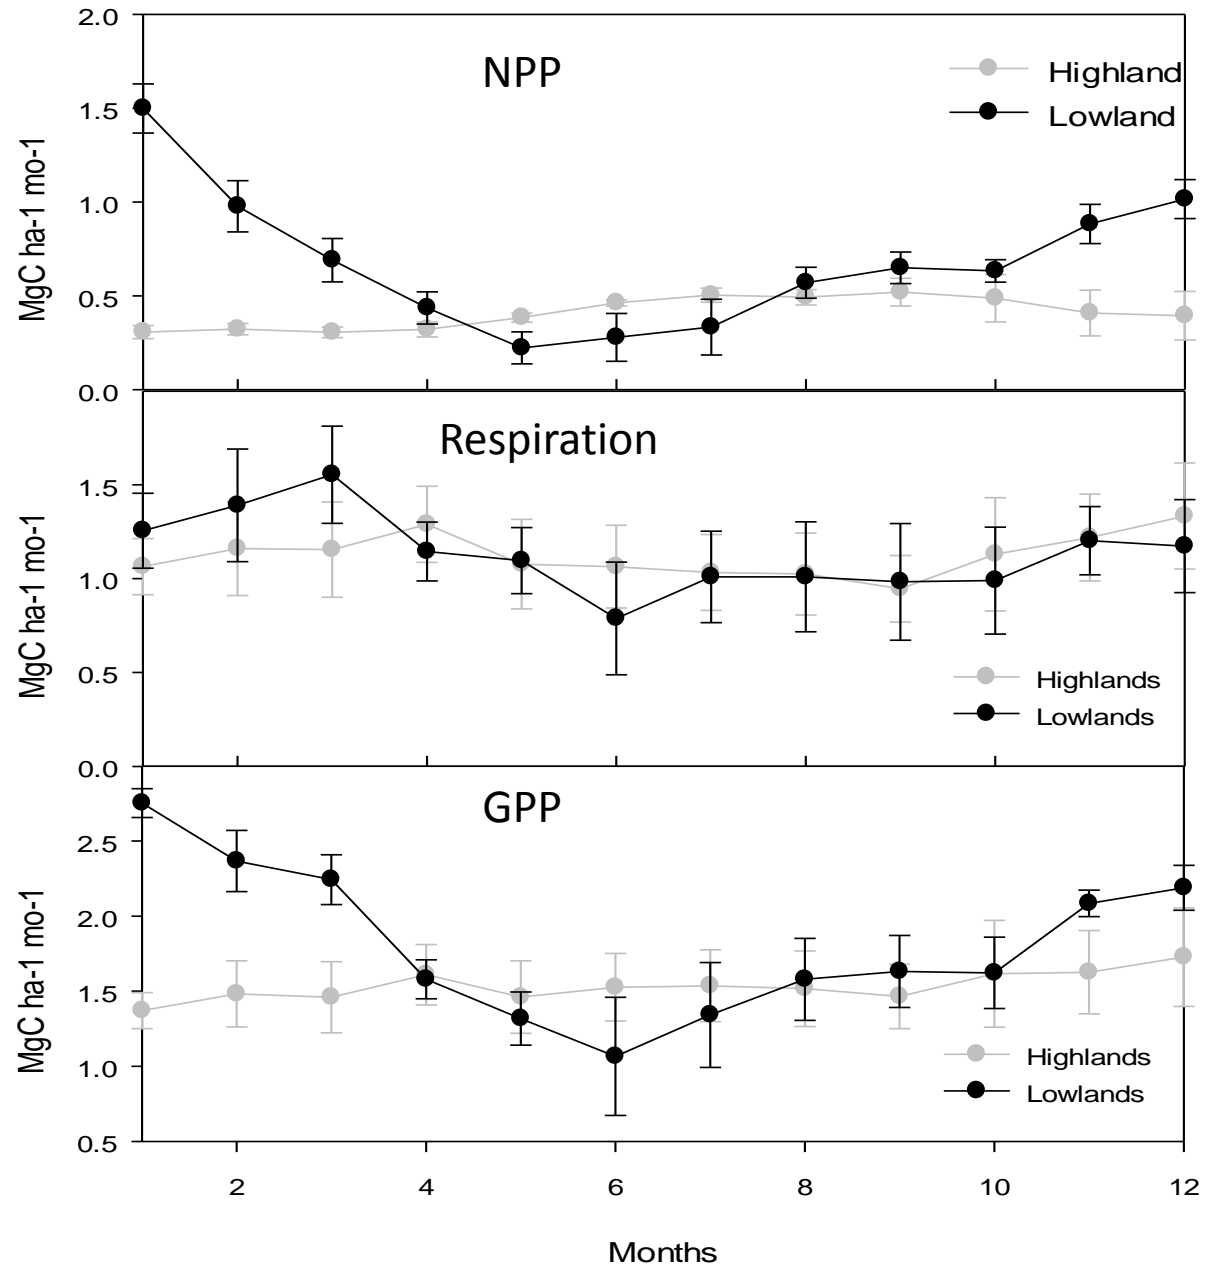 2.0
NPP
Highland
Lowland
1.5
1.0
0.5
0.0
MgC ha-1 mo-1
Respiration
1.5
1.0
0.5
0.0
MgC ha-1 mo-1
Highlands
Lowlands
GPP
2.5
2.0
1.5
1.0
0.5
MgC ha-1 mo-1
Highlands
Lowlands
2 4 6 8 10 12
Months